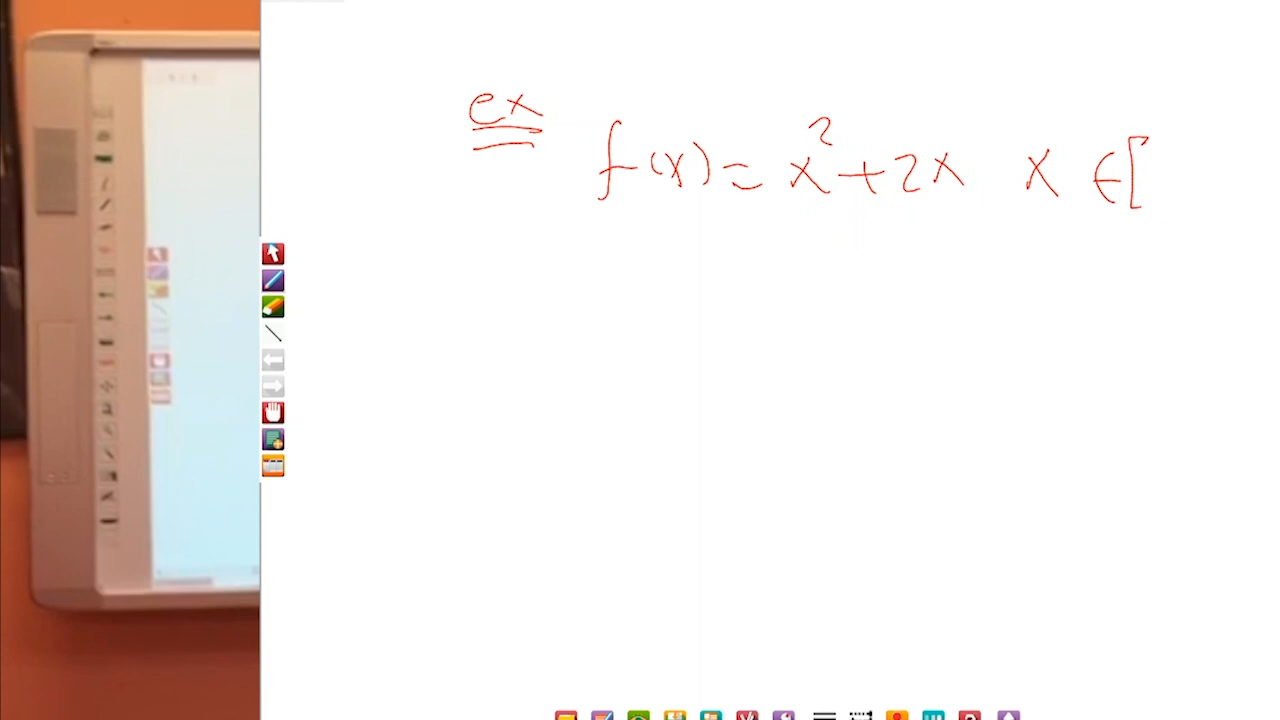 ex
f(x) = x² + 2x x ∈ [